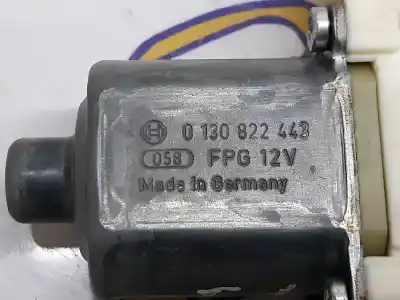 0 130 822 443
058 FPG 12V
Made in Germany